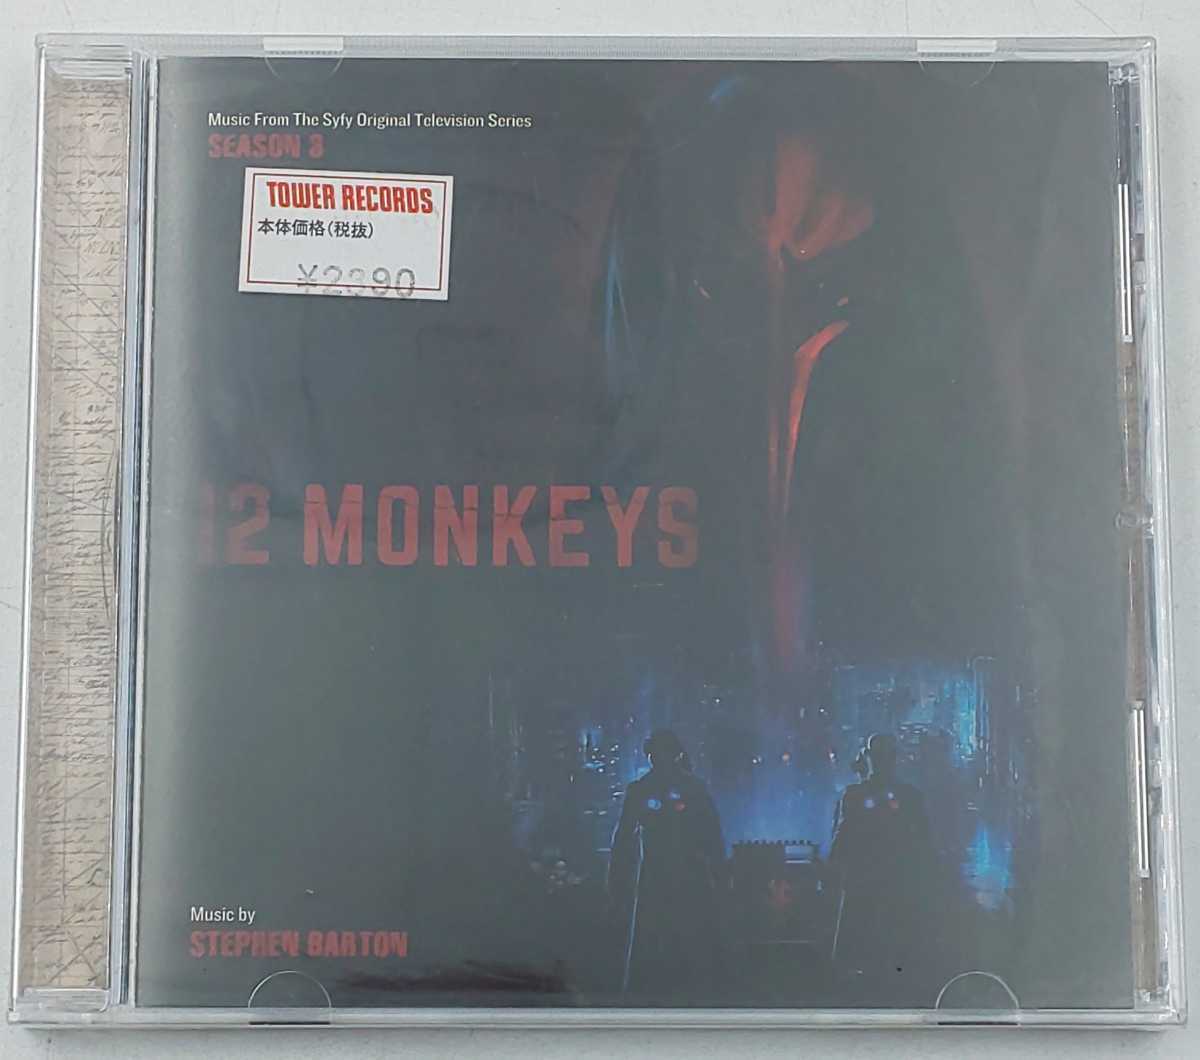 Music From The Syfy Original Television Series
SEASON 3
TOWER RECORDS
本体価格(税抜)
¥2890
12 MONKEYS
Music by
STEPHEN BARTON